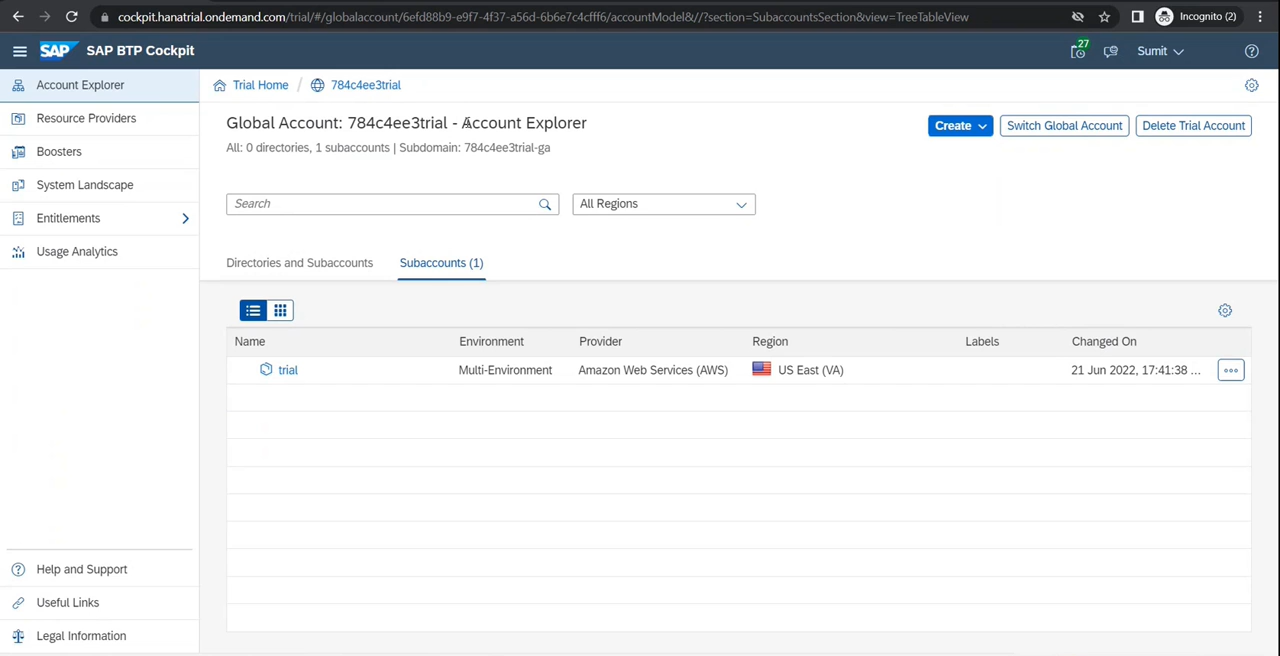 cockpit.hanatrial.ondemand.com/trial/#/globalaccount/6efd88b9-e9f7-4f37-a56d-6b6e7c4cfff6/accountModel&//?section=SubaccountsSection&view=TreeTableView
Incognito (2)
SAP
SAP BTP Cockpit
27
Sumit
Account Explorer
Resource Providers
Boosters
System Landscape
Entitlements
Usage Analytics
Help and Support
Useful Links
Legal Information
Trial Home / 784c4ee3trial
Global Account: 784c4ee3trial - Account Explorer
All: 0 directories, 1 subaccounts | Subdomain: 784c4ee3trial-ga
Create
Switch Global Account
Delete Trial Account
Search
All Regions
Directories and Subaccounts
Subaccounts (1)
Name Environment Provider Region Labels Changed On
trial Multi-Environment Amazon Web Services (AWS) US East (VA) 21 Jun 2022, 17:41:38 ...